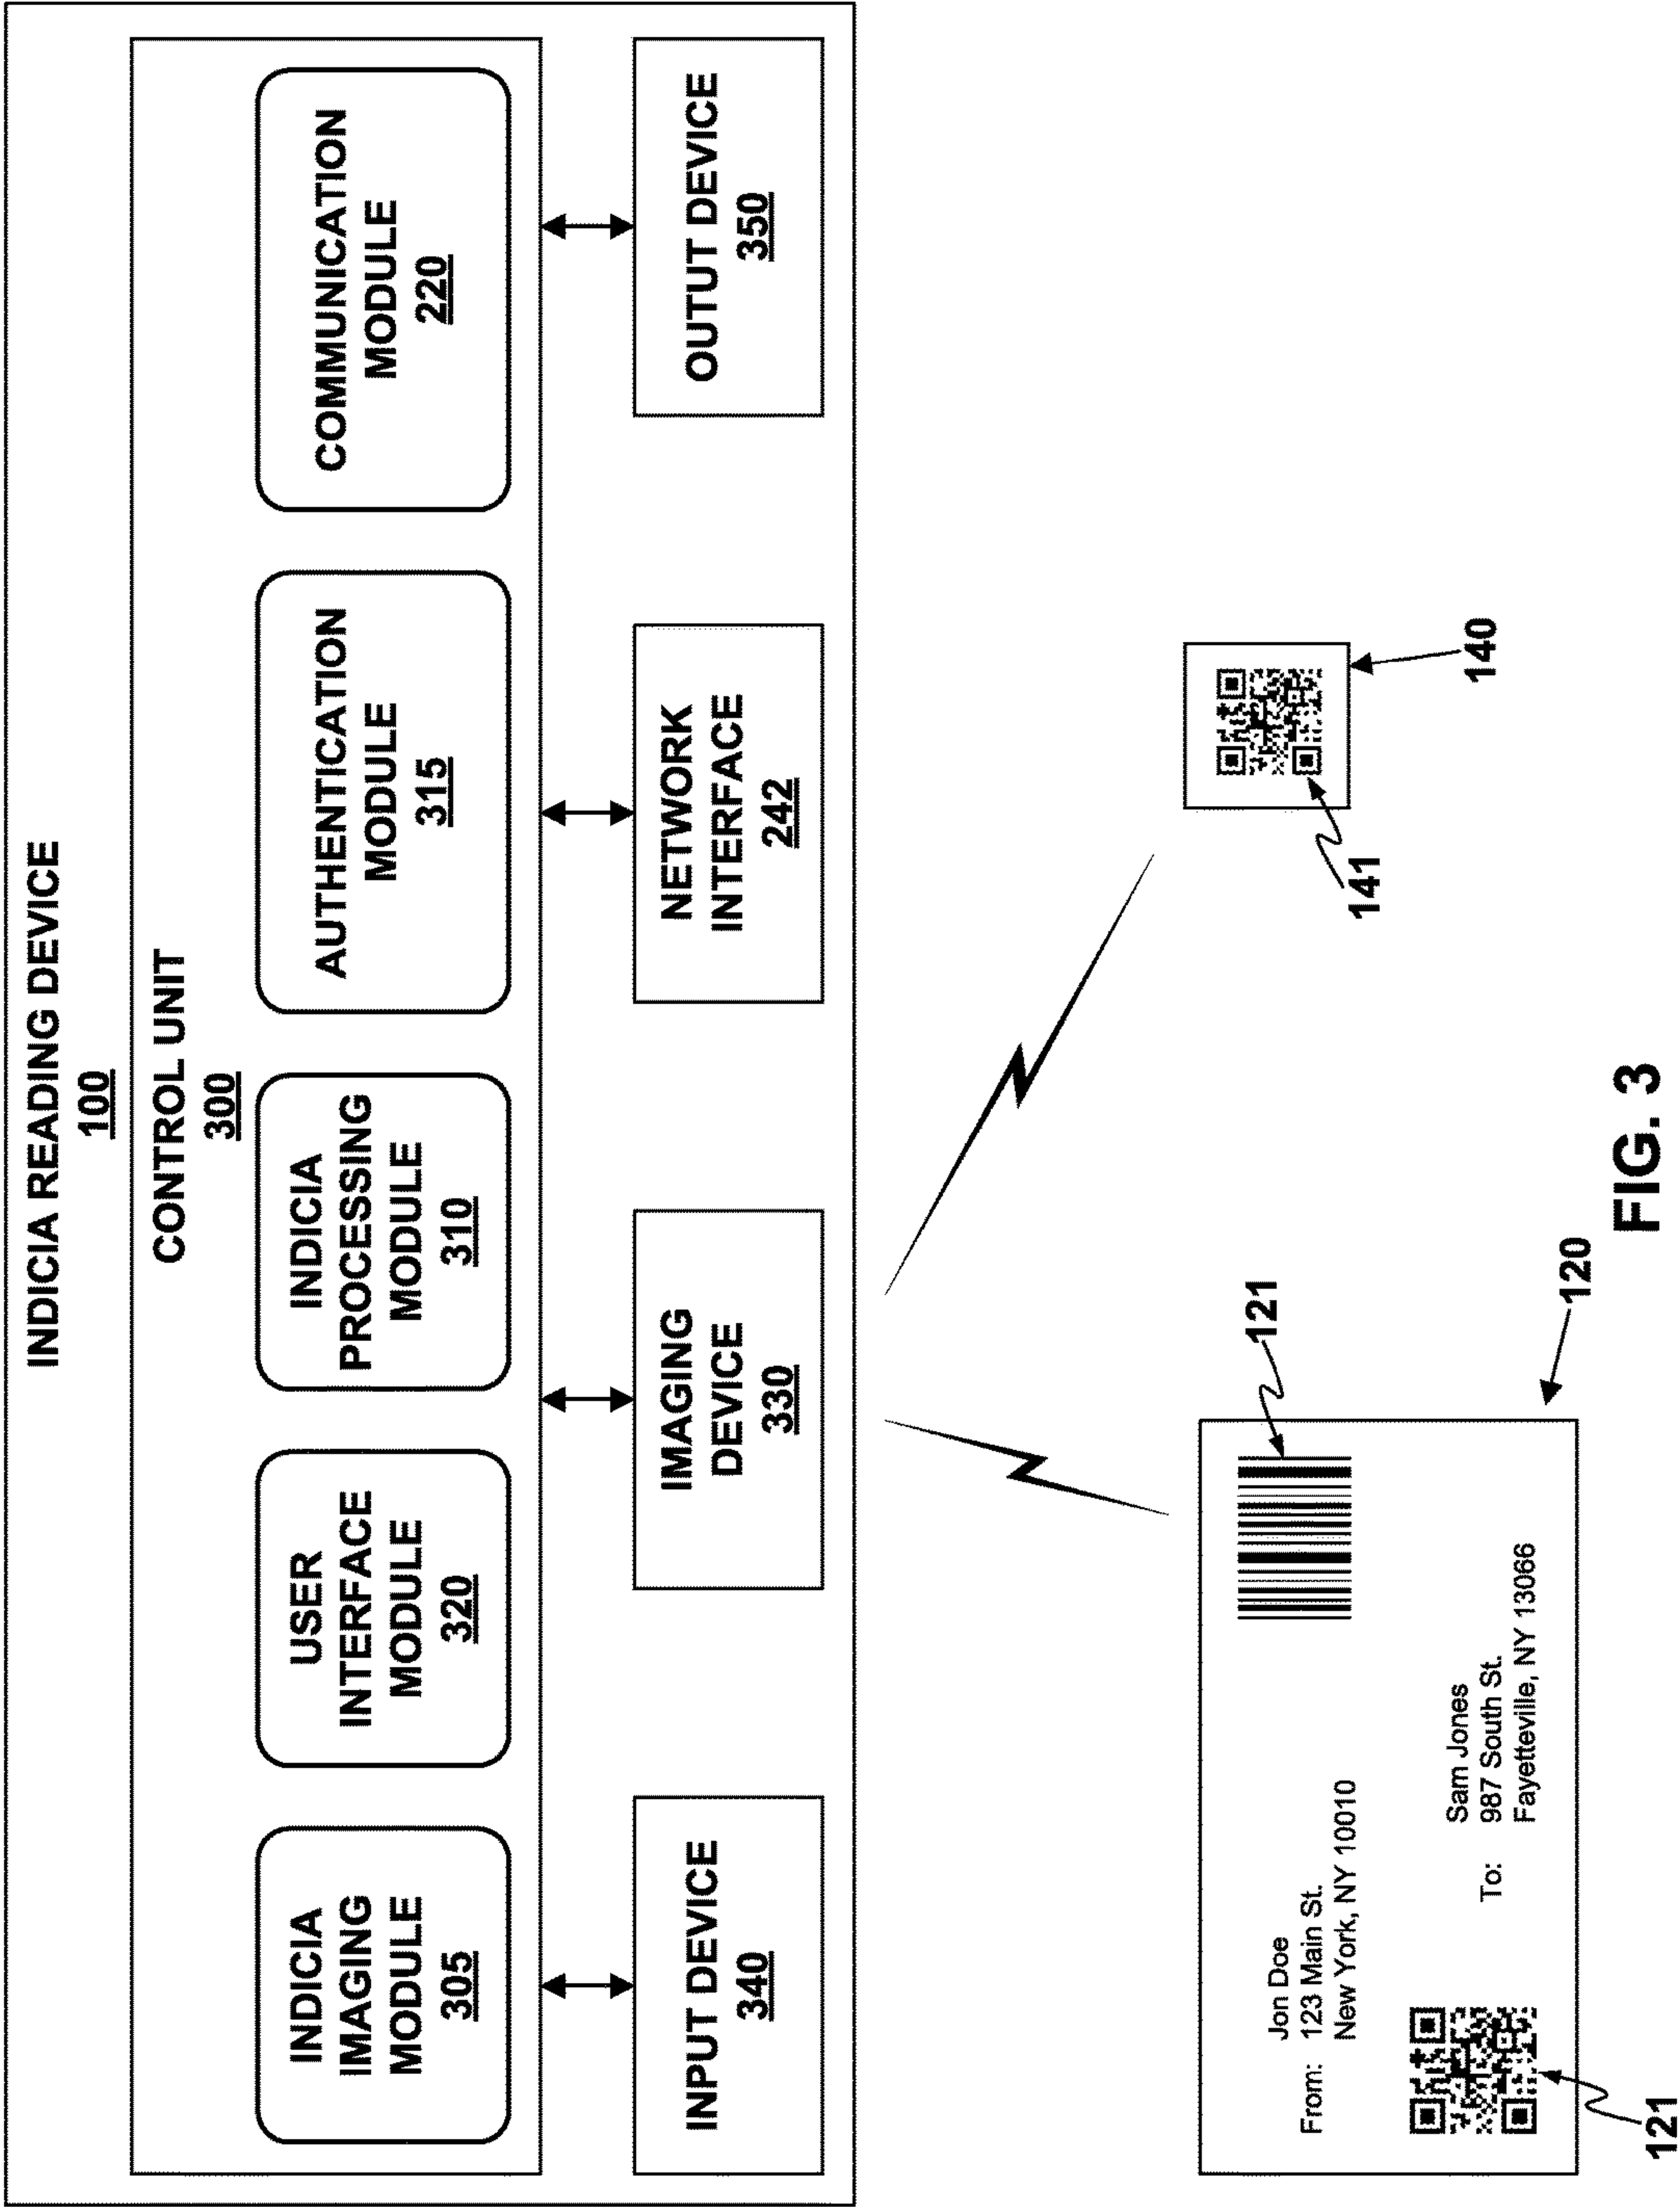 INDICIA READING DEVICE
100
CONTROL UNIT
300
INDICIA
IMAGING
MODULE
305
USER
INTERFACE
MODULE
320
INDICIA
PROCESSING
MODULE
310
AUTHENTICATION
MODULE
315
COMMUNICATION
MODULE
220
INPUT DEVICE
340
IMAGING
DEVICE
330
NETWORK
INTERFACE
242
OUTUT DEVICE
350
121
Jon Doe
From: 123 Main St.
New York, NY 10010
Sam Jones
To: 987 South St.
Fayetteville, NY 13066
121
120
141
140
FIG. 3